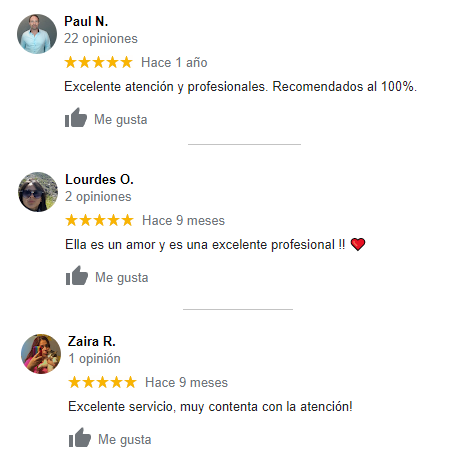 Paul N.
22 opiniones
Hace 1 año
Excelente atención y profesionales. Recomendados al 100%.
Me gusta
Lourdes O.
2 opiniones
Hace 9 meses
Ella es un amor y es una excelente profesional !! ❤
Me gusta
Zaira R.
1 opinión
Hace 9 meses
Excelente servicio, muy contenta con la atención!
Me gusta